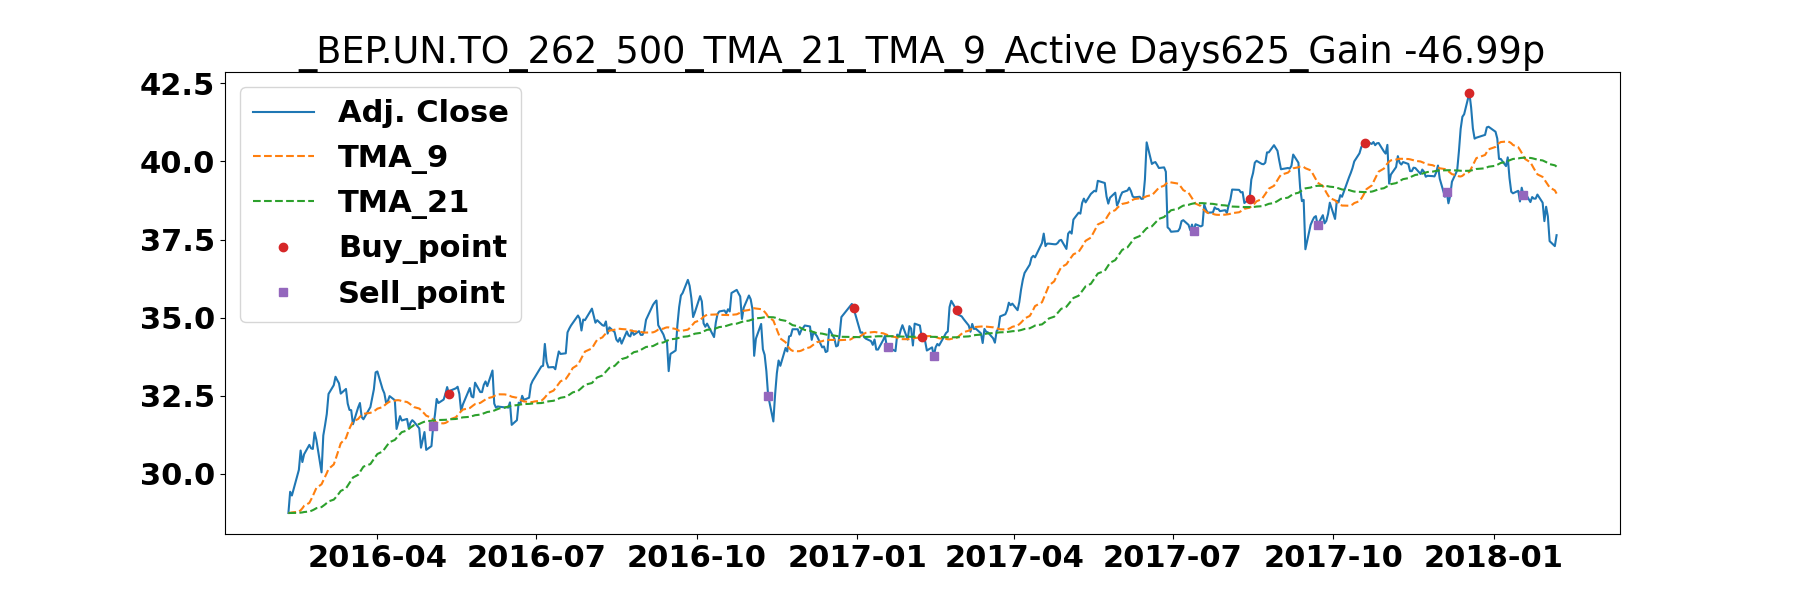 _BEP.UN.TO_262_500_TMA_21_TMA_9_Active Days625_Gain -46.99p
42.5
40.0
37.5
35.0
32.5
30.0
Adj. Close
TMA_9
TMA_21
Buy_point
Sell_point
2016-04 2016-07 2016-10 2017-01 2017-04 2017-07 2017-10 2018-01